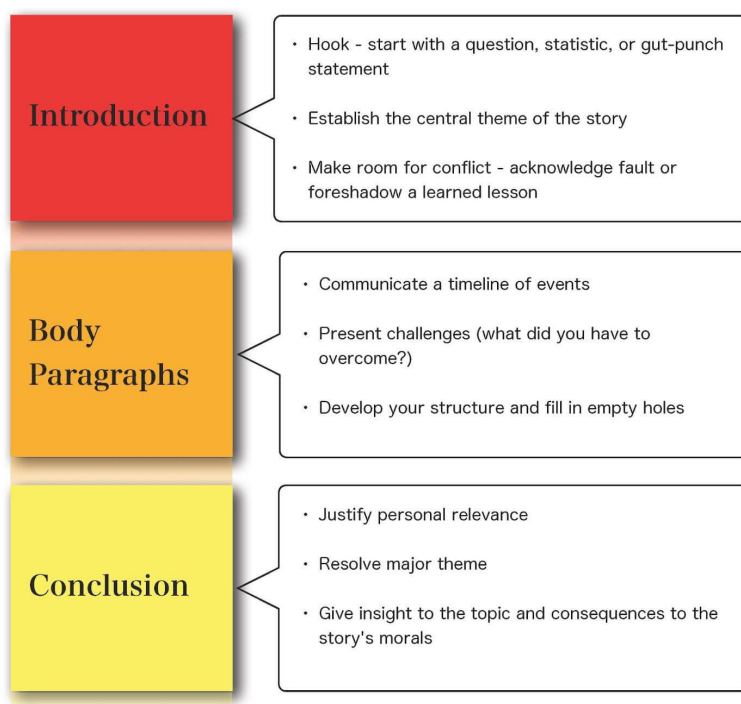 Introduction
· Hook - start with a question, statistic, or gut-punch
statement
· Establish the central theme of the story
· Make room for conflict - acknowledge fault or
foreshadow a learned lesson
Body
Paragraphs
· Communicate a timeline of events
· Present challenges (what did you have to
overcome?)
· Develop your structure and fill in empty holes
Conclusion
· Justify personal relevance
· Resolve major theme
· Give insight to the topic and consequences to the
story's morals